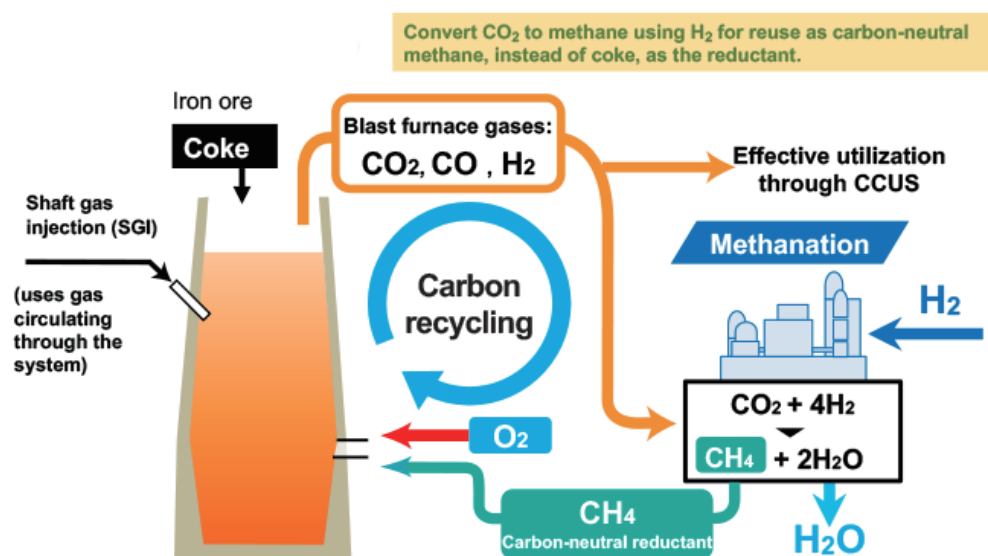 Convert CO₂ to methane using H₂ for reuse as carbon-neutral
methane, instead of coke, as the reductant.
Iron ore
Coke
Blast furnace gases:
CO₂, CO , H₂
Effective utilization
through CCUS
Shaft gas
injection (SGI)
(uses gas
circulating
through the
system)
Carbon
recycling
Methanation
H₂
CO₂ + 4H₂
CH₄ + 2H₂O
O₂
CH₄
Carbon-neutral reductant
H₂O